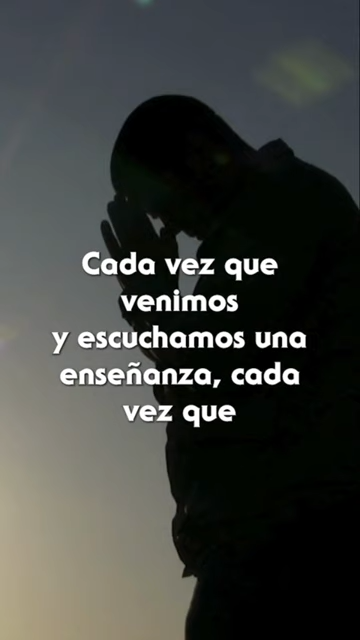 Cada vez que
venimos
y escuchamos una
enseñanza, cada
vez que